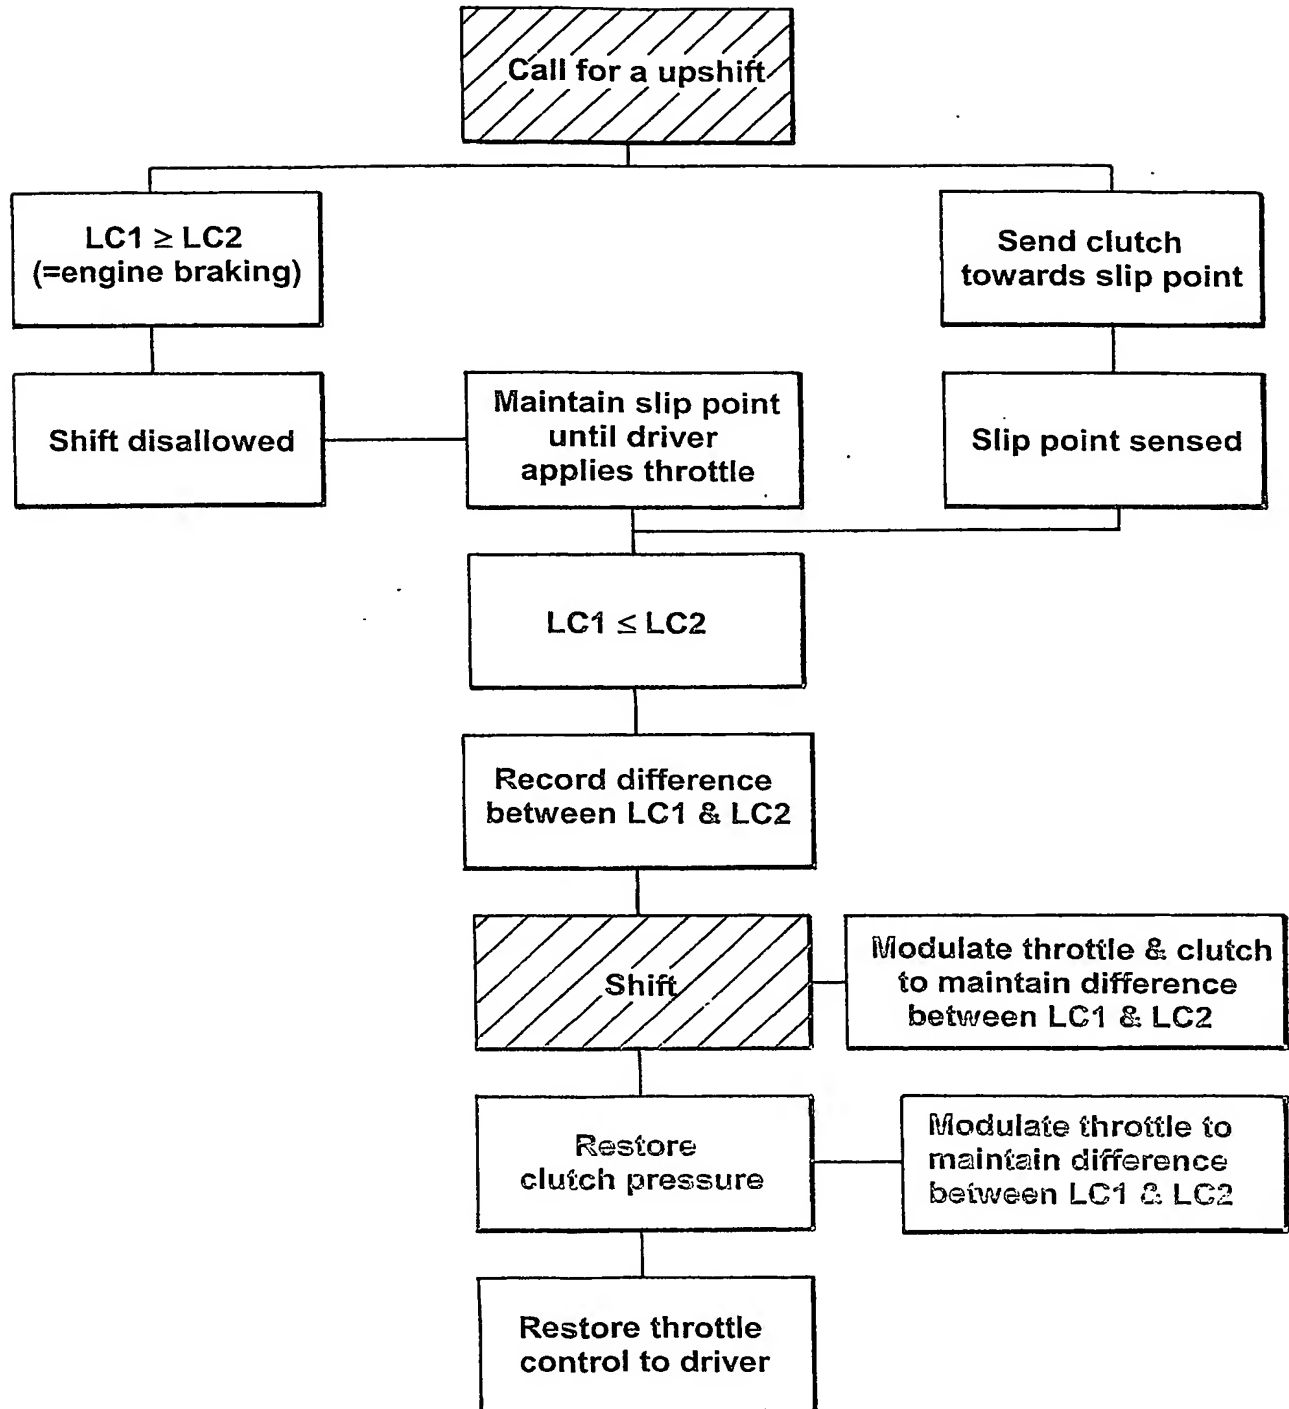 Call for a upshift
LC1 ≥ LC2
(=engine braking)
Send clutch
towards slip point
Shift disallowed
Maintain slip point
until driver
applies throttle
Slip point sensed
LC1 ≤ LC2
Record difference
between LC1 & LC2
Shift
Modulate throttle & clutch
to maintain difference
between LC1 & LC2
Restore
clutch pressure
Modulate throttle to
maintain difference
between LC1 & LC2
Restore throttle
control to driver